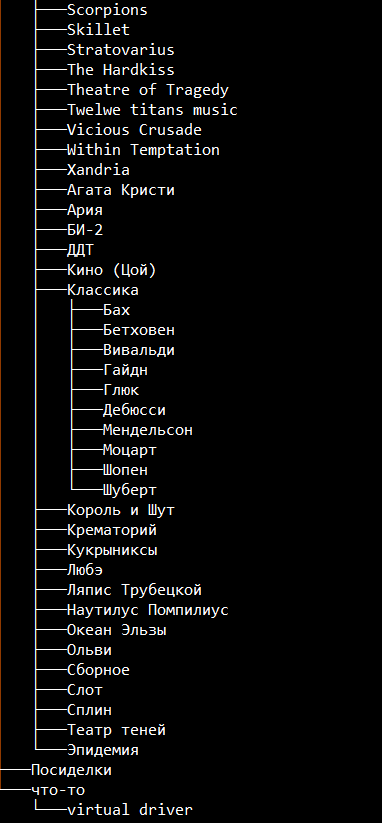 Scorpions
Skillet
Stratovarius
The Hardkiss
Theatre of Tragedy
Twelwe titans music
Vicious Crusade
Within Temptation
Xandria
Агата Кристи
Ария
БИ-2
ДДТ
Кино (Цой)
Классика
Бах
Бетховен
Вивальди
Гайдн
Глюк
Дебюсси
Мендельсон
Моцарт
Шопен
Шуберт
Король и Шут
Крематорий
Кукрыниксы
Любэ
Ляпис Трубецкой
Наутилус Помпилиус
Океан Эльзы
Ольви
Сборное
Слот
Сплин
Театр теней
Эпидемия
Посиделки
что-то
virtual driver